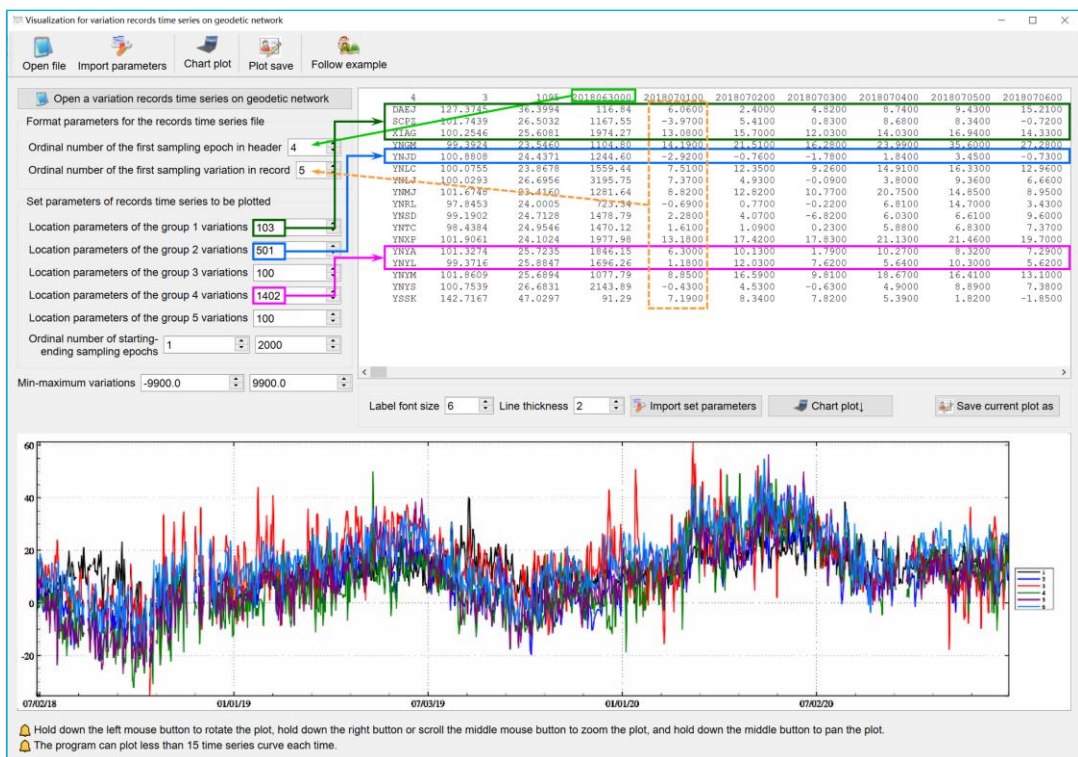 Visualization for variation records time series on geodetic network
Open file Import parameters Chart plot Plot save Follow example
Open a variation records time series on geodetic network
Format parameters for the records time series file
Ordinal number of the first sampling epoch in header 4
Ordinal number of the first sampling variation in record 5
Set parameters of records time series to be plotted
Location parameters of the group 1 variations 103
Location parameters of the group 2 variations 501
Location parameters of the group 3 variations 100
Location parameters of the group 4 variations 1402
Location parameters of the group 5 variations 100
Ordinal number of starting-
ending sampling epochs 1 2000
Min-maximum variations -9900.0 9900.0
4 3 1095 2018063000 2018070100 2018070200 2018070300 2018070400 2018070500 2018070600
DAEJ 127.3745 36.3994 116.84 6.0600 2.4000 4.8200 8.7400 9.4300 15.2100
SCPZ 101.7439 26.5032 1167.55 -3.9700 5.4100 0.8300 8.6800 8.3400 -0.7200
XIAG 100.2546 25.6081 1974.27 13.0800 15.7000 12.0300 14.0300 16.9400 14.3300
YNGM 99.3924 23.5460 1104.80 14.1900 21.5100 16.2800 23.9900 35.6000 27.2800
YNJD 100.8808 24.4371 1244.60 -2.9200 -0.7600 -1.7800 1.8400 3.4500 -0.7300
YNLC 100.0755 23.8678 1559.44 7.5100 12.3500 9.2600 14.9100 16.3300 12.9600
YNLJ 100.0293 26.6956 3195.75 7.3700 4.9300 -0.0900 3.8000 9.3600 6.6600
YNMJ 101.6748 23.4160 1281.64 8.8200 12.8200 10.7700 20.7500 14.8500 8.9500
YNRL 97.8453 24.0005 723.34 -0.6900 0.7700 -0.2200 6.8100 14.7000 3.4300
YNSD 99.1902 24.7128 1478.79 2.2800 4.0700 -6.8200 6.0300 6.6100 9.6000
YNTC 98.4384 24.9546 1470.12 1.6100 1.0900 0.2300 5.8800 6.8300 7.3700
YNXP 101.9061 24.1024 1977.98 13.1800 17.4200 17.8300 21.1300 21.4600 19.7000
YNYA 101.3274 25.7235 1846.15 6.3000 10.1300 1.7900 10.2700 8.3200 7.2900
YNYL 99.3716 25.8847 1696.26 1.1800 12.0300 7.6200 5.6400 10.3000 5.6200
YNYM 101.8609 25.6894 1077.79 8.8500 16.5900 9.8100 18.6700 16.4100 13.1000
YNYS 100.7539 26.6831 2143.89 -0.4300 4.5300 -0.6300 4.9000 8.8900 7.3800
YSSK 142.7167 47.0297 91.29 7.1900 8.3400 7.8200 5.3900 1.8200 -1.8500
Label font size 6 Line thickness 2 Import set parameters Chart plot↓ Save current plot as
60
40
20
0
-20
07/02/18 01/01/19 07/03/19 01/01/20 07/02/20
1
2
3
4
5
6
Hold down the left mouse button to rotate the plot, hold down the right button or scroll the middle mouse button to zoom the plot, and hold down the middle button to pan the plot.
The program can plot less than 15 time series curve each time.